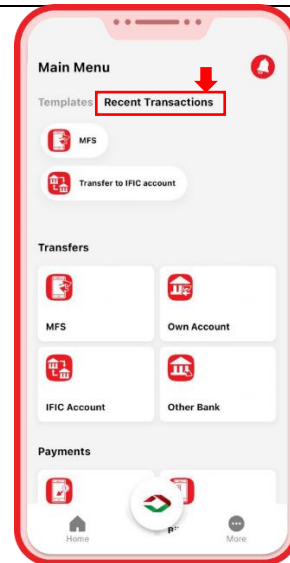 Main Menu
Templates Recent Transactions
MFS
Transfer to IFIC account
Transfers
MFS Own Account
IFIC Account Other Bank
Payments
Home More